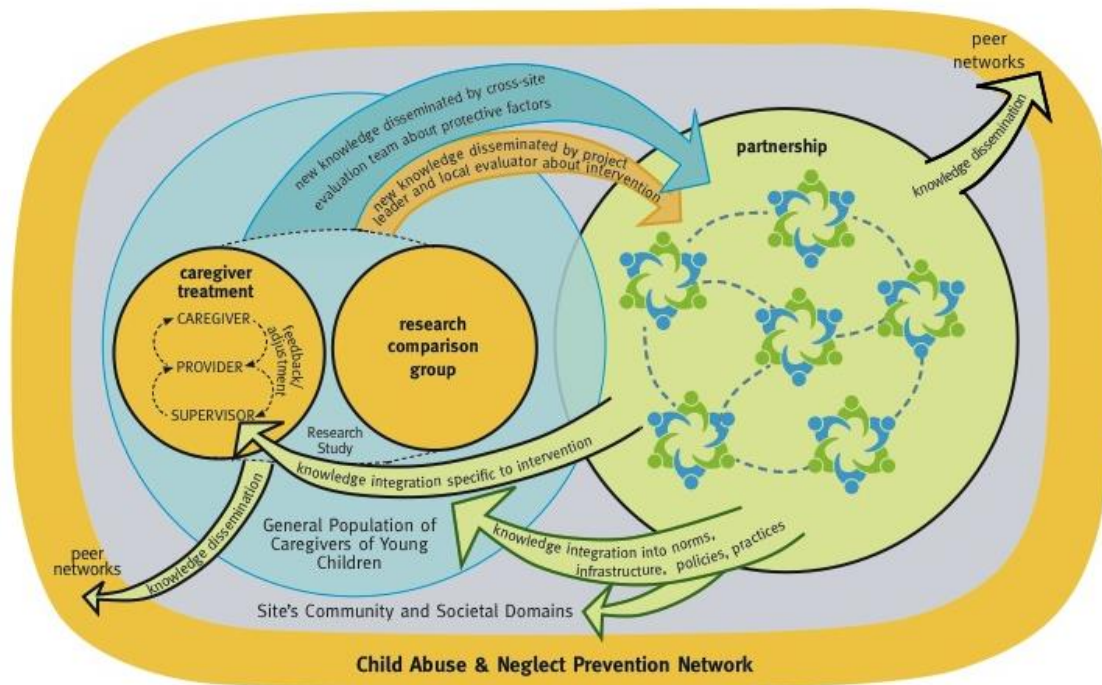 peer
networks
knowledge dissemination
new knowledge disseminated by cross-site
evaluation team about protective factors
new knowledge disseminated by project
leader and local evaluator about intervention
partnership
caregiver
treatment
CAREGIVER
PROVIDER
SUPERVISOR
feedback/
adjustment
research
comparison
group
Research
Study
knowledge integration specific to intervention
knowledge dissemination
peer
networks
General Population of
Caregivers of Young
Children
knowledge integration into norms,
infrastructure, policies, practices
Site's Community and Societal Domains
Child Abuse & Neglect Prevention Network